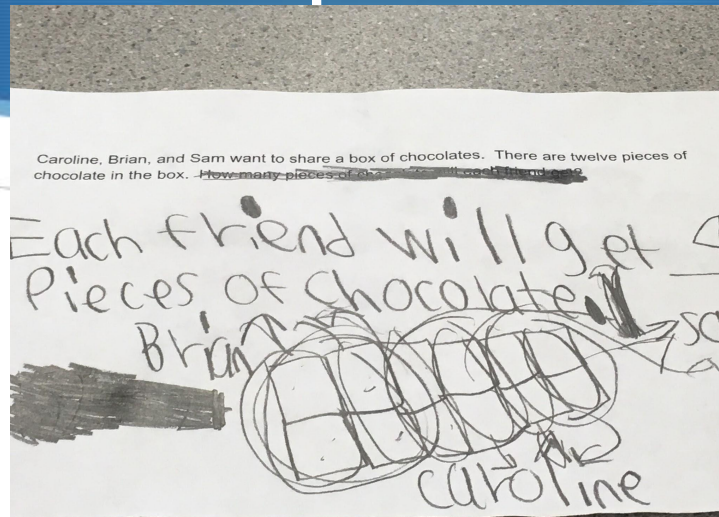 Caroline, Brian, and Sam want to share a box of chocolates. There are twelve pieces of
chocolate in the box. How many pieces of
Each friend will get
Pieces of chocolate.
Brian
caroline